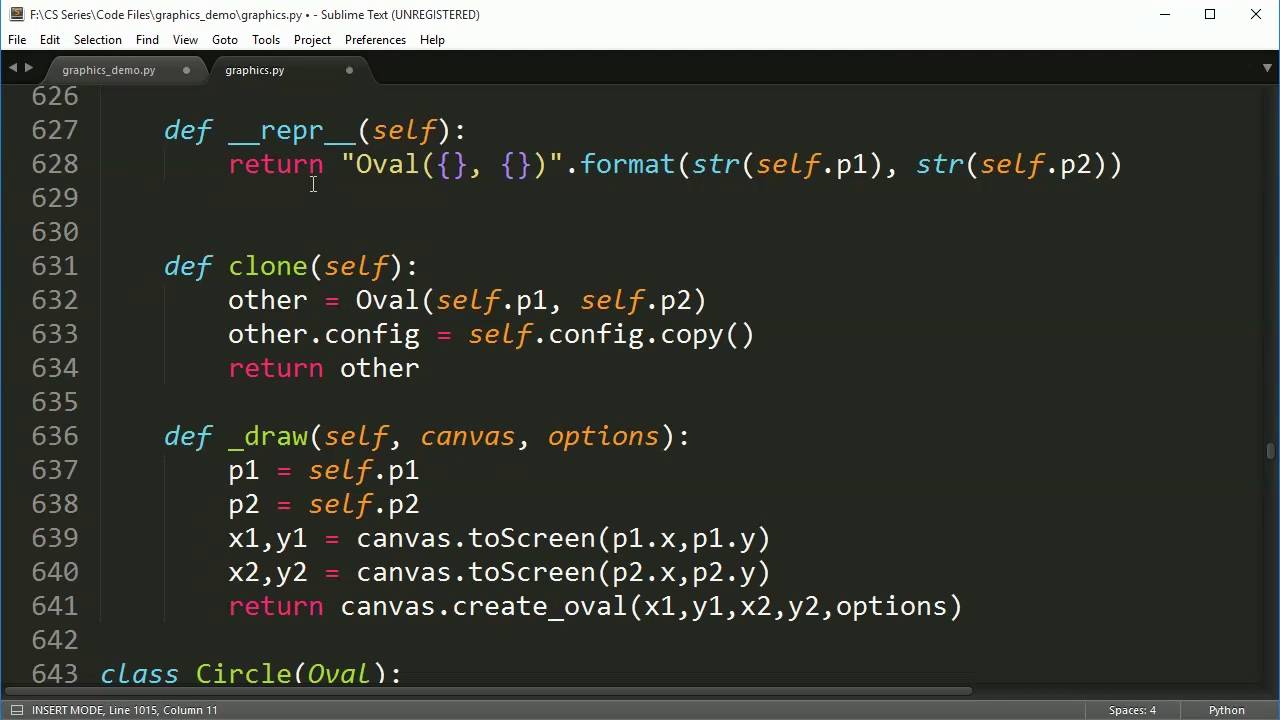 F:\CS Series\Code Files\graphics_demo\graphics.py • - Sublime Text (UNREGISTERED)
File Edit Selection Find View Goto Tools Project Preferences Help
graphics_demo.py graphics.py
626
627 def __repr__(self):
628 return "Oval({}, {})".format(str(self.p1), str(self.p2))
629
630
631 def clone(self):
632 other = Oval(self.p1, self.p2)
633 other.config = self.config.copy()
634 return other
635
636 def _draw(self, canvas, options):
637 p1 = self.p1
638 p2 = self.p2
639 x1,y1 = canvas.toScreen(p1.x,p1.y)
640 x2,y2 = canvas.toScreen(p2.x,p2.y)
641 return canvas.create_oval(x1,y1,x2,y2,options)
642
643 class Circle(Oval):
INSERT MODE, Line 1015, Column 11 Spaces: 4 Python